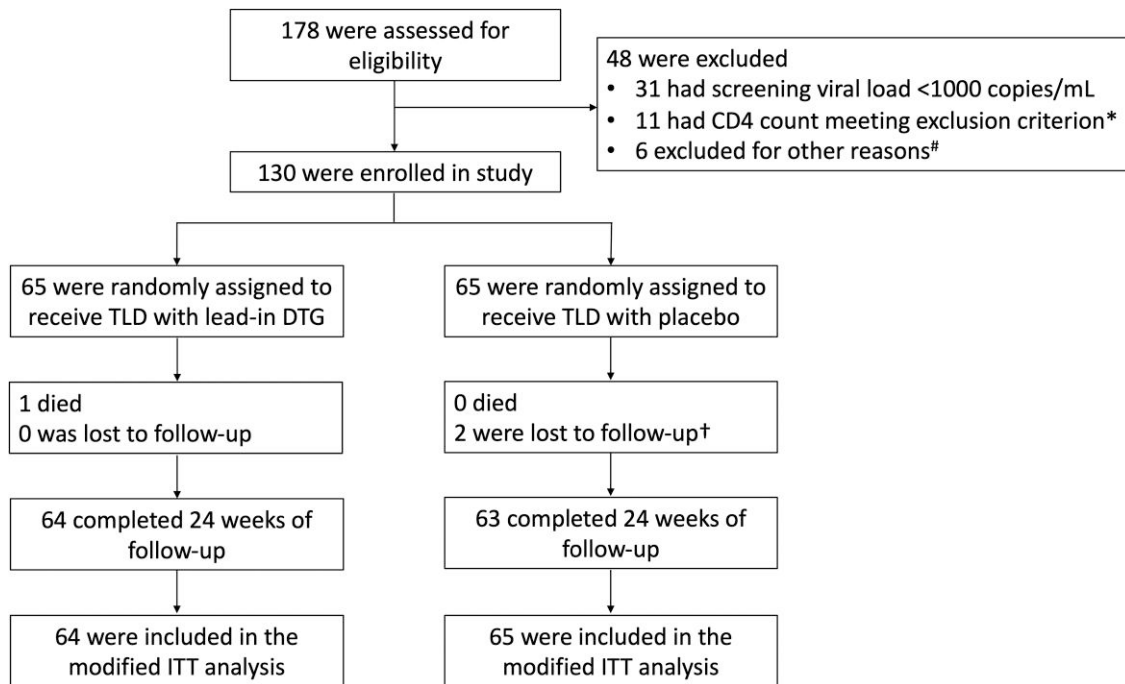 178 were assessed for
eligibility
48 were excluded
• 31 had screening viral load <1000 copies/mL
• 11 had CD4 count meeting exclusion criterion*
• 6 excluded for other reasons#
130 were enrolled in study
65 were randomly assigned to
receive TLD with lead-in DTG
65 were randomly assigned to
receive TLD with placebo
1 died
0 was lost to follow-up
0 died
2 were lost to follow-up†
64 completed 24 weeks of
follow-up
63 completed 24 weeks of
follow-up
64 were included in the
modified ITT analysis
65 were included in the
modified ITT analysis